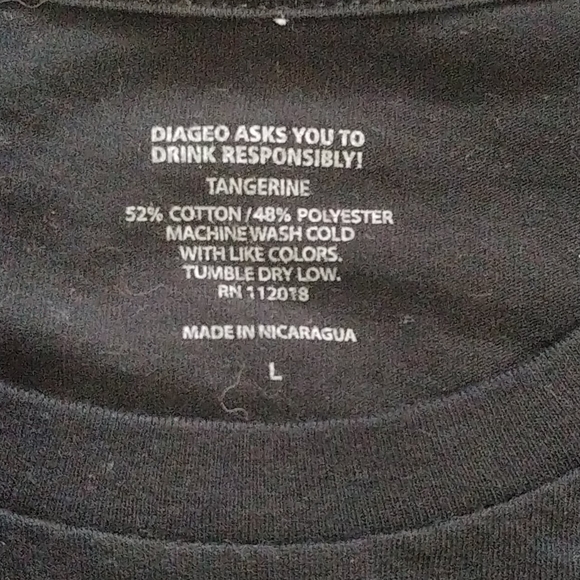 DIAGEO ASKS YOU TO
DRINK RESPONSIBLY!
TANGERINE
52% COTTON/48% POLYESTER
MACHINE WASH COLD
WITH LIKE COLORS.
TUMBLE DRY LOW.
RN 112018
MADE IN NICARAGUA
L